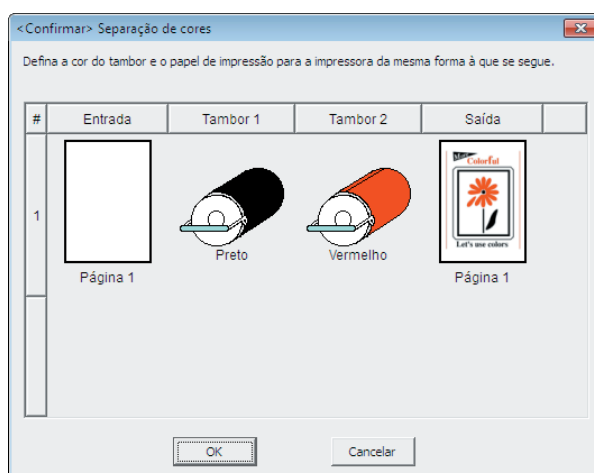 <Confirmar> Separação de cores
Defina a cor do tambor e o papel de impressão para a impressora da mesma forma à que se segue.
# Entrada Tambor 1 Tambor 2 Saída
1
Colorful
Let's use colors
Preto Vermelho
Página 1 Página 1
OK Cancelar